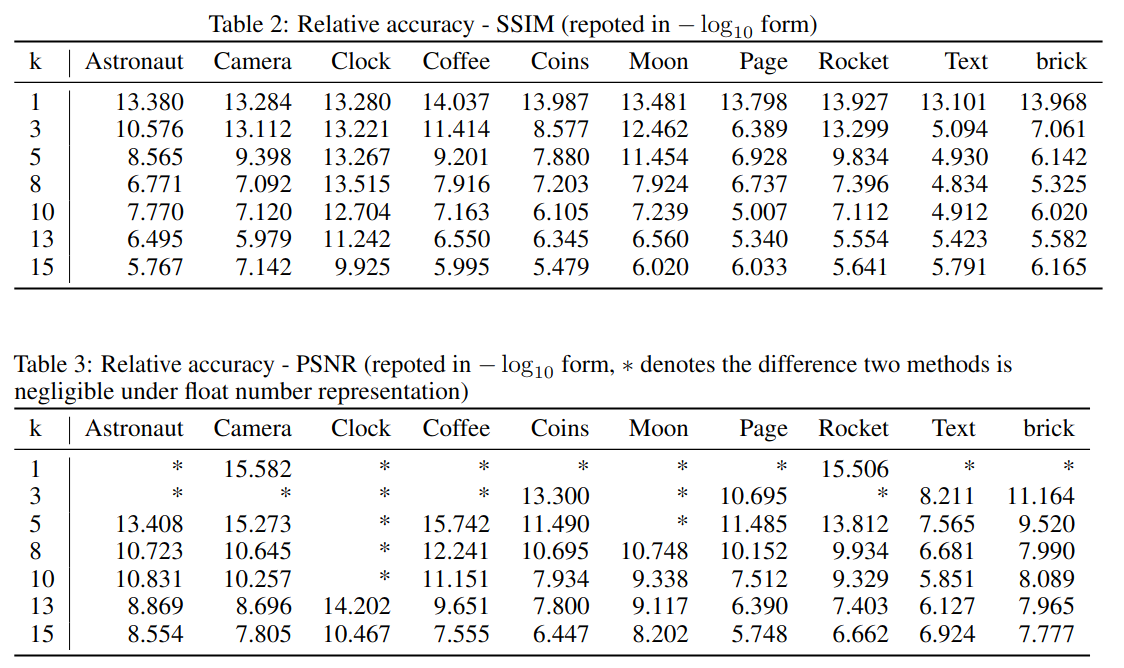 Table 2: Relative accuracy - SSIM (repoted in − log10 form)
k Astronaut Camera Clock Coffee Coins Moon Page Rocket Text brick
1 13.380 13.284 13.280 14.037 13.987 13.481 13.798 13.927 13.101 13.968
3 10.576 13.112 13.221 11.414 8.577 12.462 6.389 13.299 5.094 7.061
5 8.565 9.398 13.267 9.201 7.880 11.454 6.928 9.834 4.930 6.142
8 6.771 7.092 13.515 7.916 7.203 7.924 6.737 7.396 4.834 5.325
10 7.770 7.120 12.704 7.163 6.105 7.239 5.007 7.112 4.912 6.020
13 6.495 5.979 11.242 6.550 6.345 6.560 5.340 5.554 5.423 5.582
15 5.767 7.142 9.925 5.995 5.479 6.020 6.033 5.641 5.791 6.165
Table 3: Relative accuracy - PSNR (repoted in − log10 form, ∗ denotes the difference two methods is
negligible under float number representation)
k Astronaut Camera Clock Coffee Coins Moon Page Rocket Text brick
1 * 15.582 * * * * * 15.506 * *
3 * * * * 13.300 * 10.695 * 8.211 11.164
5 13.408 15.273 * 15.742 11.490 * 11.485 13.812 7.565 9.520
8 10.723 10.645 * 12.241 10.695 10.748 10.152 9.934 6.681 7.990
10 10.831 10.257 * 11.151 7.934 9.338 7.512 9.329 5.851 8.089
13 8.869 8.696 14.202 9.651 7.800 9.117 6.390 7.403 6.127 7.965
15 8.554 7.805 10.467 7.555 6.447 8.202 5.748 6.662 6.924 7.777